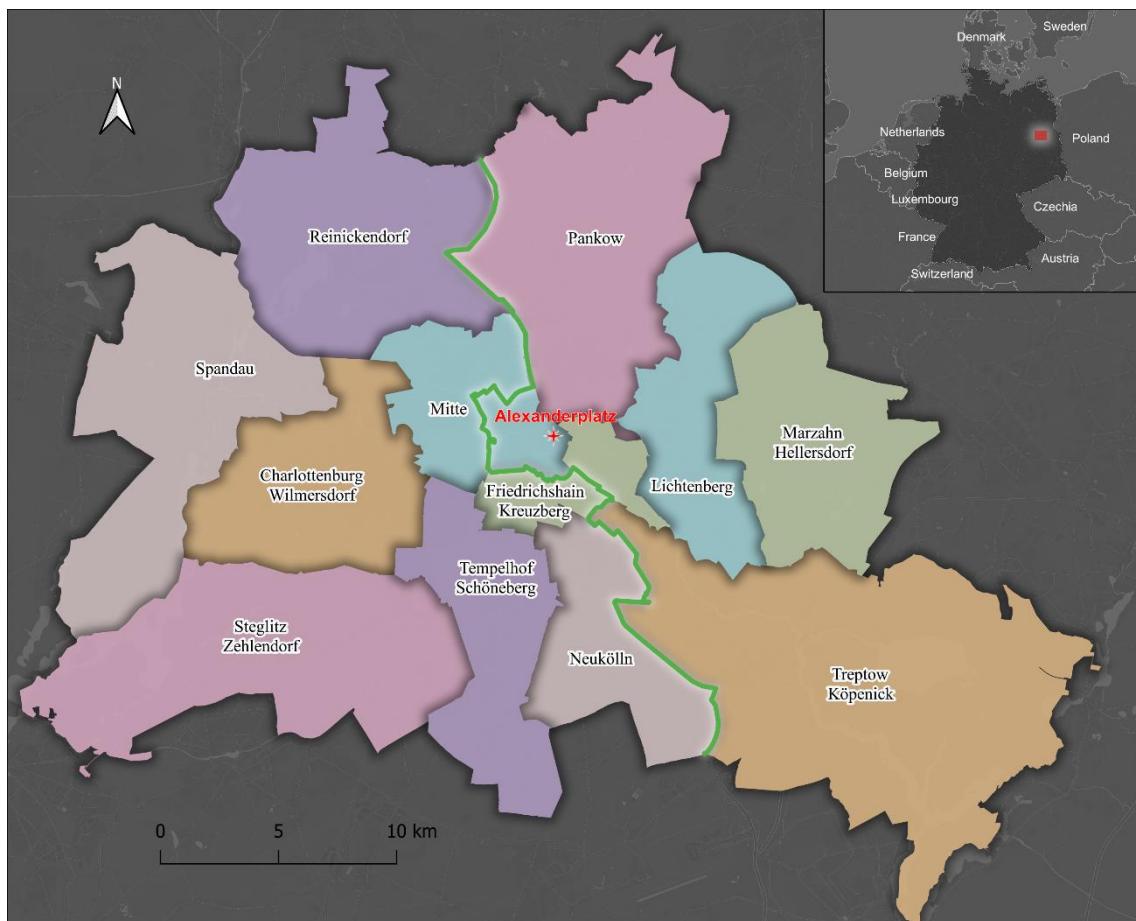 N
Reinickendorf
Pankow
Spandau
Mitte
Alexanderplatz
Marzahn
Hellersdorf
Charlottenburg
Wilmersdorf
Friedrichshain
Kreuzberg
Lichtenberg
Tempelhof
Schöneberg
Steglitz
Zehlendorf
Neukölln
Treptow
Köpenick
0 5 10 km
Denmark
Sweden
Netherlands
Poland
Belgium
Luxembourg
Czechia
France
Austria
Switzerland